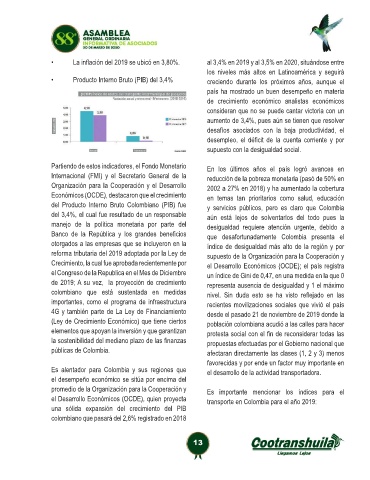 88°
ASAMBLEA
GENERAL ORDINARIA
INFORMATIVA DE ASOCIADOS
• La inflación del 2019 se ubicó en 3,80%.
• Producto Interno Bruto (PIB) del 3,4%
Partiendo de estos indicadores, el Fondo Monetario
Internacional (FMI) y el Secretario General de la
Organización para la Cooperación y el Desarrollo
Económicos (OCDE), destacaron que el crecimiento
del Producto Interno Bruto Colombiano (PIB) fue
del 3,4%, el cual fue resultado de un responsable
manejo de la política monetaria por parte del
Banco de la República y los grandes beneficios
otorgados a las empresas que se incluyeron en la
reforma tributaria del 2019 adoptada por la Ley de
Crecimiento, la cual fue aprobada recientemente por
el Congreso de la Republica en el Mes de Diciembre
de 2019; A su vez, la proyección de crecimiento
colombiano que está sustentada en medidas
importantes, como el programa de infraestructura
4G y también parte de La Ley de Financiamiento
(Ley de Crecimiento Económico) que tiene ciertos
elementos que apoyan la inversión y que garantizan
la sostenibilidad del mediano plazo de las finanzas
públicas de Colombia.
Es alentador para Colombia y sus regiones que
el desempeño económico se sitúa por encima del
promedio de la Organización para la Cooperación y
el Desarrollo Económicos (OCDE), quien proyecta
una sólida expansión del crecimiento del PIB
colombiano que pasará del 2,6% registrado en 2018
al 3,4% en 2019 y al 3,5% en 2020, situándose entre
los niveles más altos en Latinoamérica y seguirá
creciendo durante los próximos años, aunque el
país ha mostrado un buen desempeño en materia
de crecimiento económico analistas económicos
consideran que no se puede cantar victoria con un
aumento de 3,4%, pues aún se tienen que resolver
desafíos asociados con la baja productividad, el
desempleo, el déficit de la cuenta corriente y por
supuesto con la desigualdad social.
En los últimos años el país logró avances en
reducción de la pobreza monetaria (pasó de 50% en
2002 a 27% en 2018) y ha aumentado la cobertura
en temas tan prioritarios como salud, educación
y servicios públicos, pero es claro que Colombia
aún está lejos de solventarlos del todo pues la
desigualdad requiere atención urgente, debido a
que desafortunadamente Colombia presenta el
índice de desigualdad más alto de la región y por
supuesto de la Organización para la Cooperación y
el Desarrollo Económicos (OCDE); el país registra
un índice de Gini de 0,47, en una medida en la que 0
representa ausencia de desigualdad y 1 el máximo
nivel. Sin duda esto se ha visto reflejado en las
recientes movilizaciones sociales que vivió el país
desde el pasado 21 de noviembre de 2019 donde la
población colombiana acudió a las calles para hacer
protesta social con el fin de reconsiderar todas las
propuestas efectuadas por el Gobierno nacional que
afectaran directamente las clases (1, 2 y 3) menos
favorecidas y por ende un factor muy importante en
el desarrollo de la actividad transportadora.
Es importante mencionar los índices para el
transporte en Colombia para el año 2019:
13
Cootranshuila
Llegamos Lejos